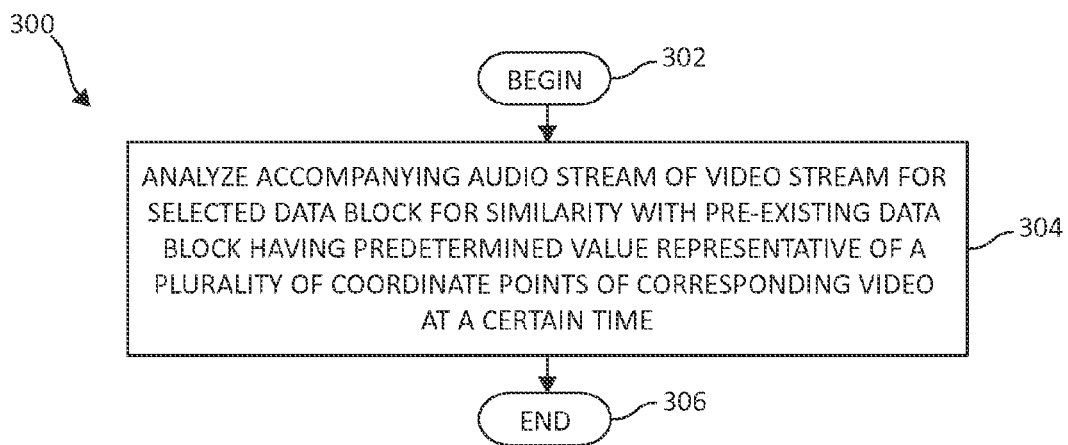 300
302
BEGIN
ANALYZE ACCOMPANYING AUDIO STREAM OF VIDEO STREAM FOR
SELECTED DATA BLOCK FOR SIMILARITY WITH PRE-EXISTING DATA
BLOCK HAVING PREDETERMINED VALUE REPRESENTATIVE OF A
PLURALITY OF COORDINATE POINTS OF CORRESPONDING VIDEO
AT A CERTAIN TIME
304
END
306